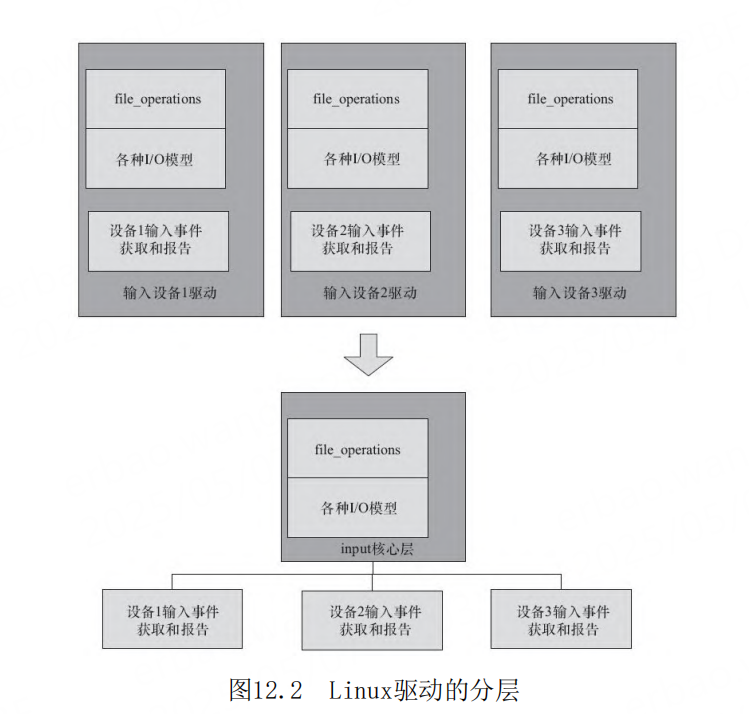 file_operations
file_operations
file_operations
各种I/O模型
各种I/O模型
各种I/O模型
设备1输入事件
获取和报告
设备2输入事件
获取和报告
设备3输入事件
获取和报告
输入设备1驱动
输入设备2驱动
输入设备3驱动
file_operations
各种I/O模型
input核心层
设备1输入事件
获取和报告
设备2输入事件
获取和报告
设备3输入事件
获取和报告
图12.2 Linux驱动的分层